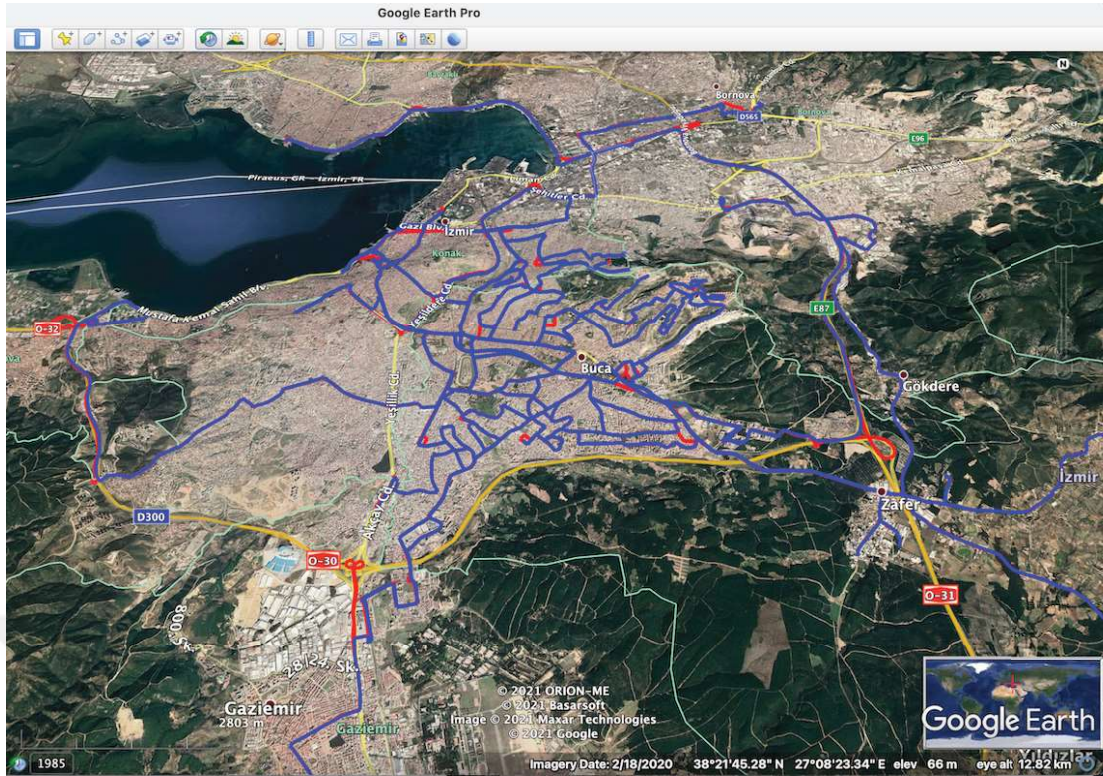 Google Earth Pro
N
Bornova
D565
E96
Piraeus, GR - Izmir, TR
Liman
Şehitler Cd.
Gazi Blv.
İzmir
Konak
Yeşildere Cd.
Mustafa Kemal Sahil Blv.
O-32
E87
Buca
Gökdere
Yeşillik Cd.
İzmir
Zafer
D300
Akçay Cd.
O-30
O-31
800. Sk.
28/24. Sk.
Gaziemir
2803 m
Gaziemir
© 2021 ORION-ME
© 2021 Basarsoft
Image © 2021 Maxar Technologies
© 2021 Google
Google Earth
Yıldızlar
1985
Imagery Date: 2/18/2020 38°21'45.28" N 27°08'23.34" E elev 66 m eye alt 12.82 km